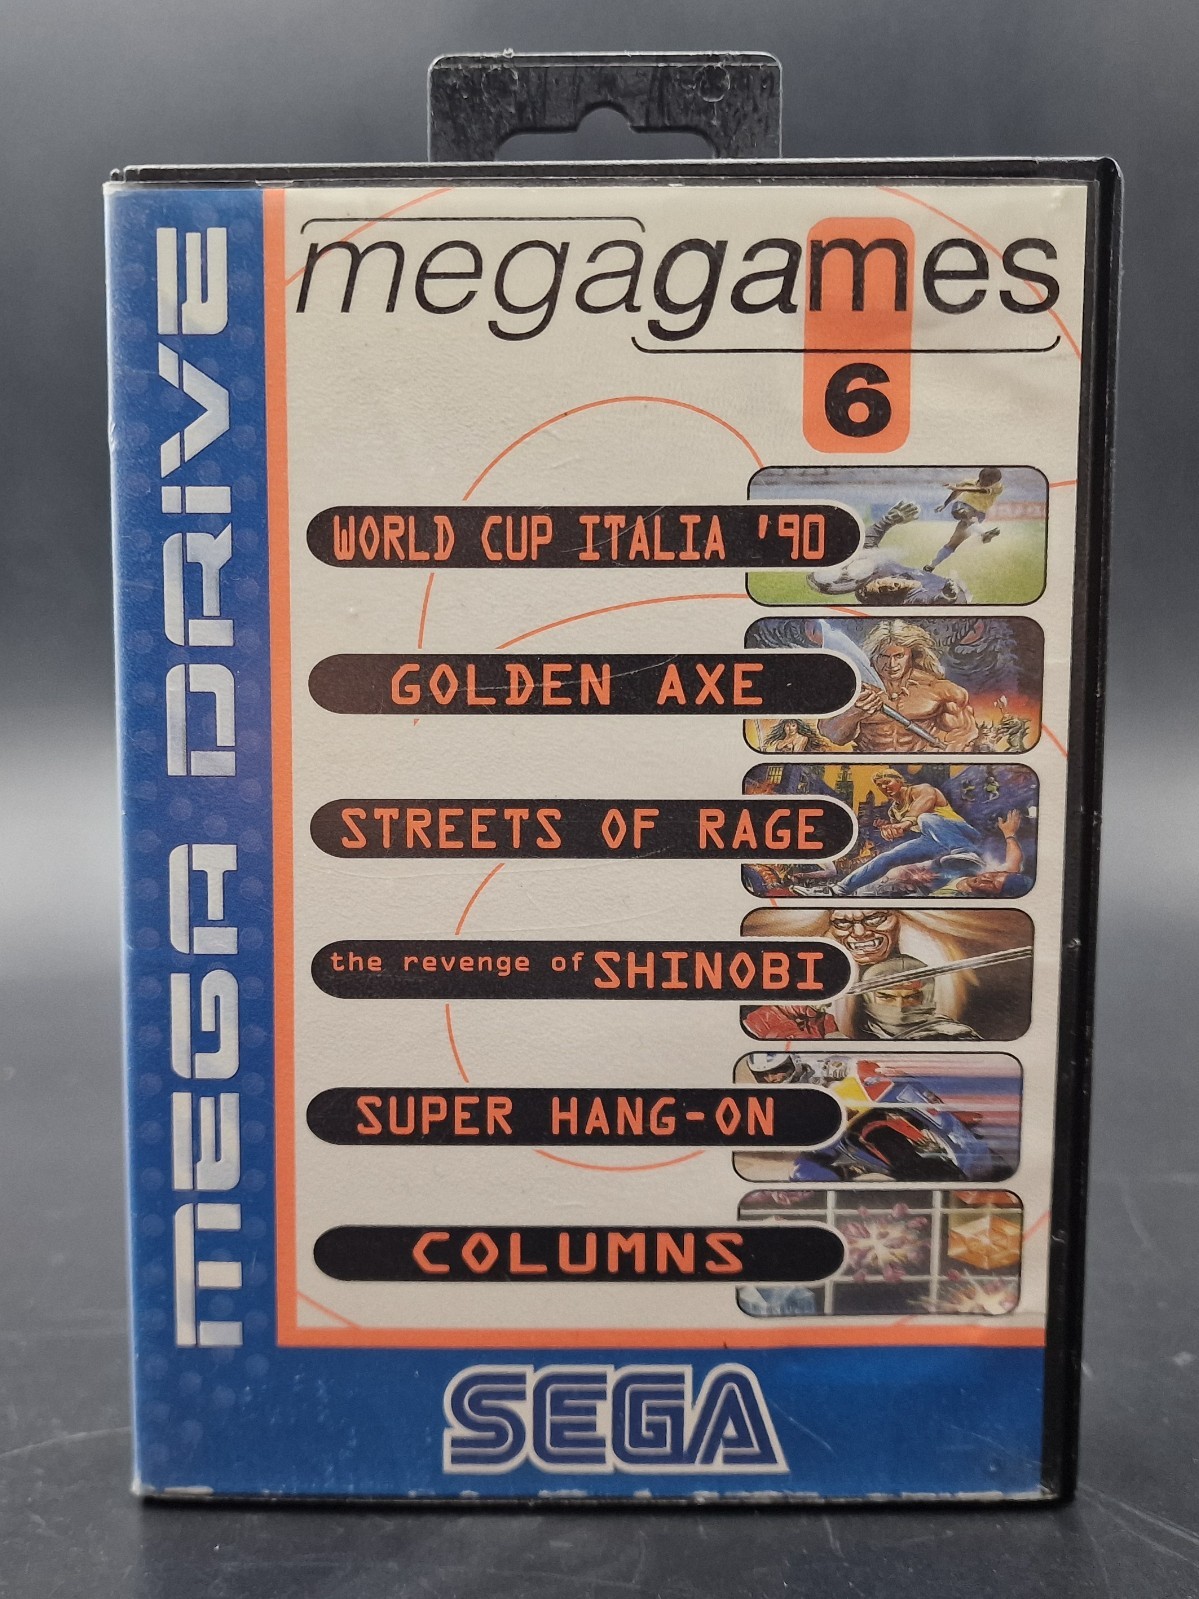 megagames
6
WORLD CUP ITALIA '90
GOLDEN AXE
STREETS OF RAGE
the revenge of SHINOBI
SUPER HANG-ON
COLUMNS
MEGA DRIVE
SEGA